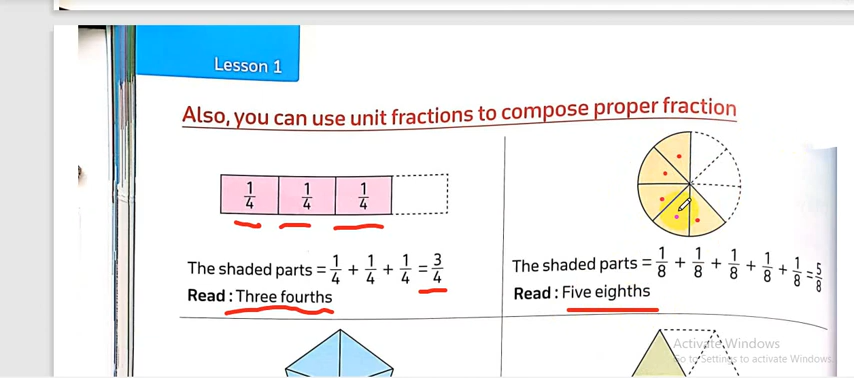 Lesson 1
Also, you can use unit fractions to compose proper fraction
1/4 1/4 1/4
The shaded parts = 1/4 + 1/4 + 1/4 = 3/4
Read : Three fourths
The shaded parts = 1/8 + 1/8 + 1/8 + 1/8 + 1/8 = 5/8
Read : Five eighths
Activate Windows
Go to Settings to activate Windows.